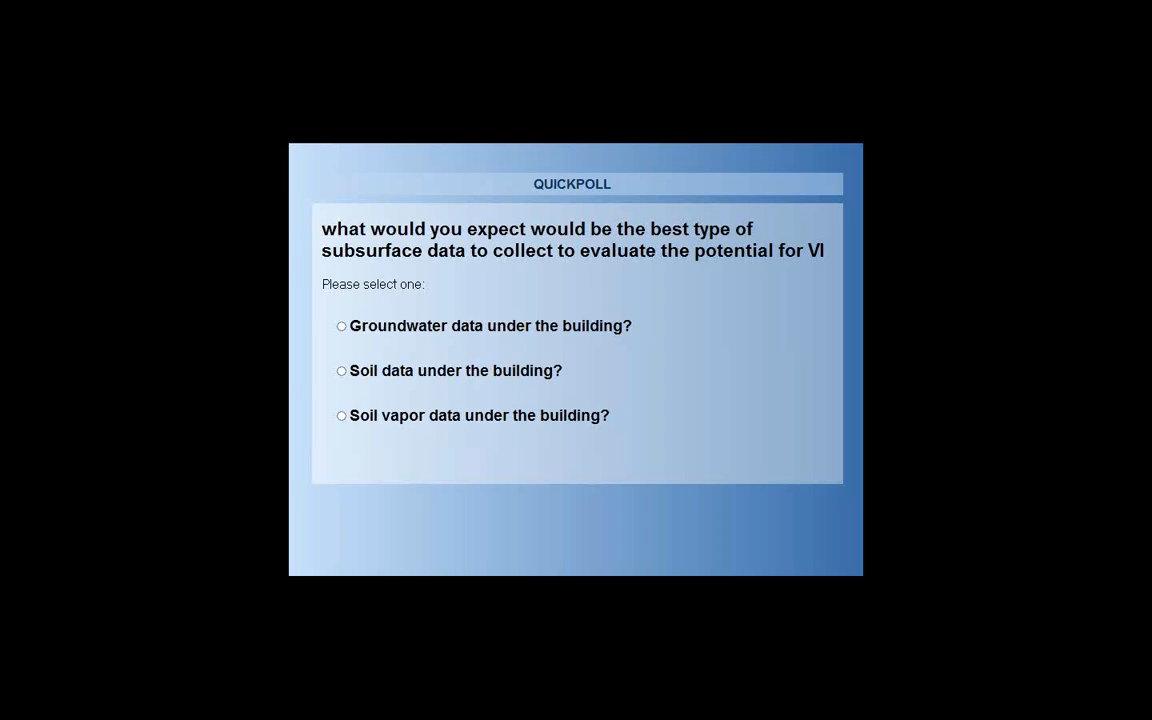 QUICKPOLL
what would you expect would be the best type of
subsurface data to collect to evaluate the potential for VI
Please select one:
Groundwater data under the building?
Soil data under the building?
Soil vapor data under the building?